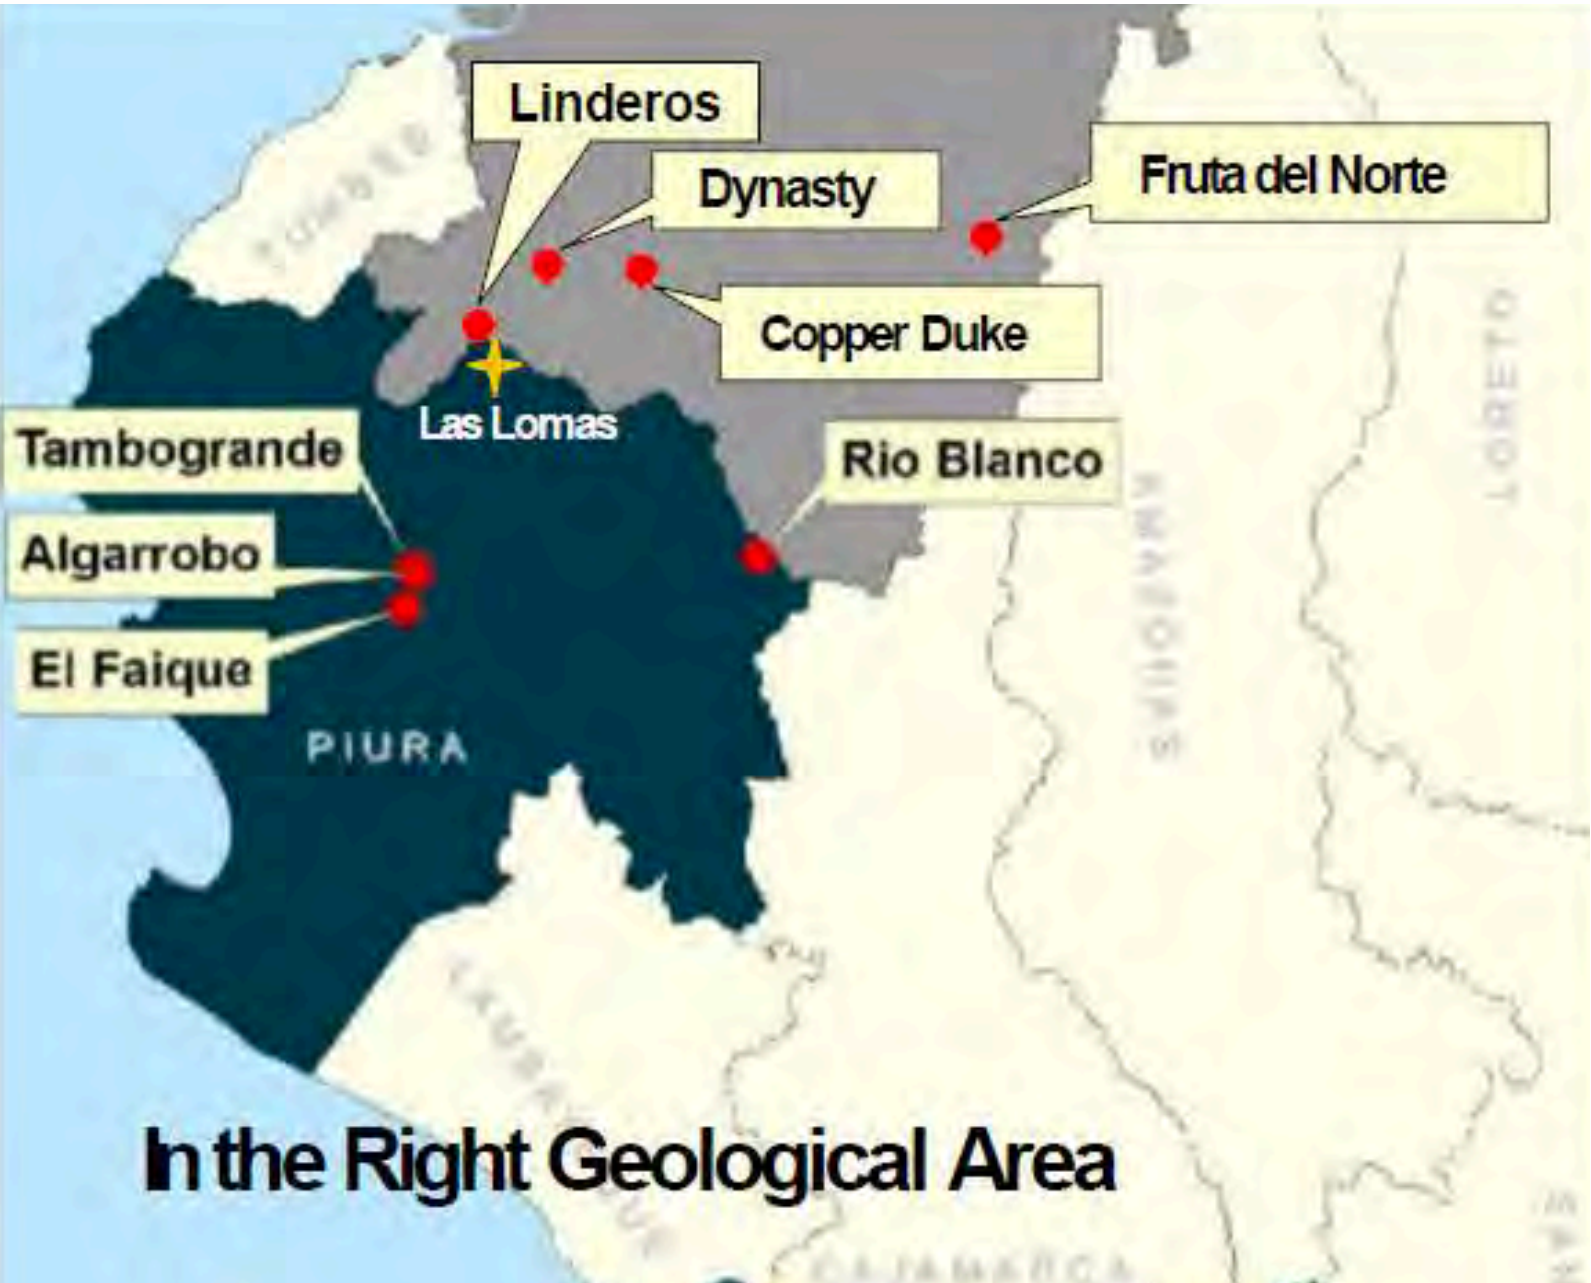 TUMBES
Linderos
Dynasty
Fruta del Norte
Copper Duke
Las Lomas
Tambogrande
Rio Blanco
Algarrobo
El Faique
PIURA
LORETO
AMAZONAS
LAMBAYEQUE
In the Right Geological Area
CAJAMARCA